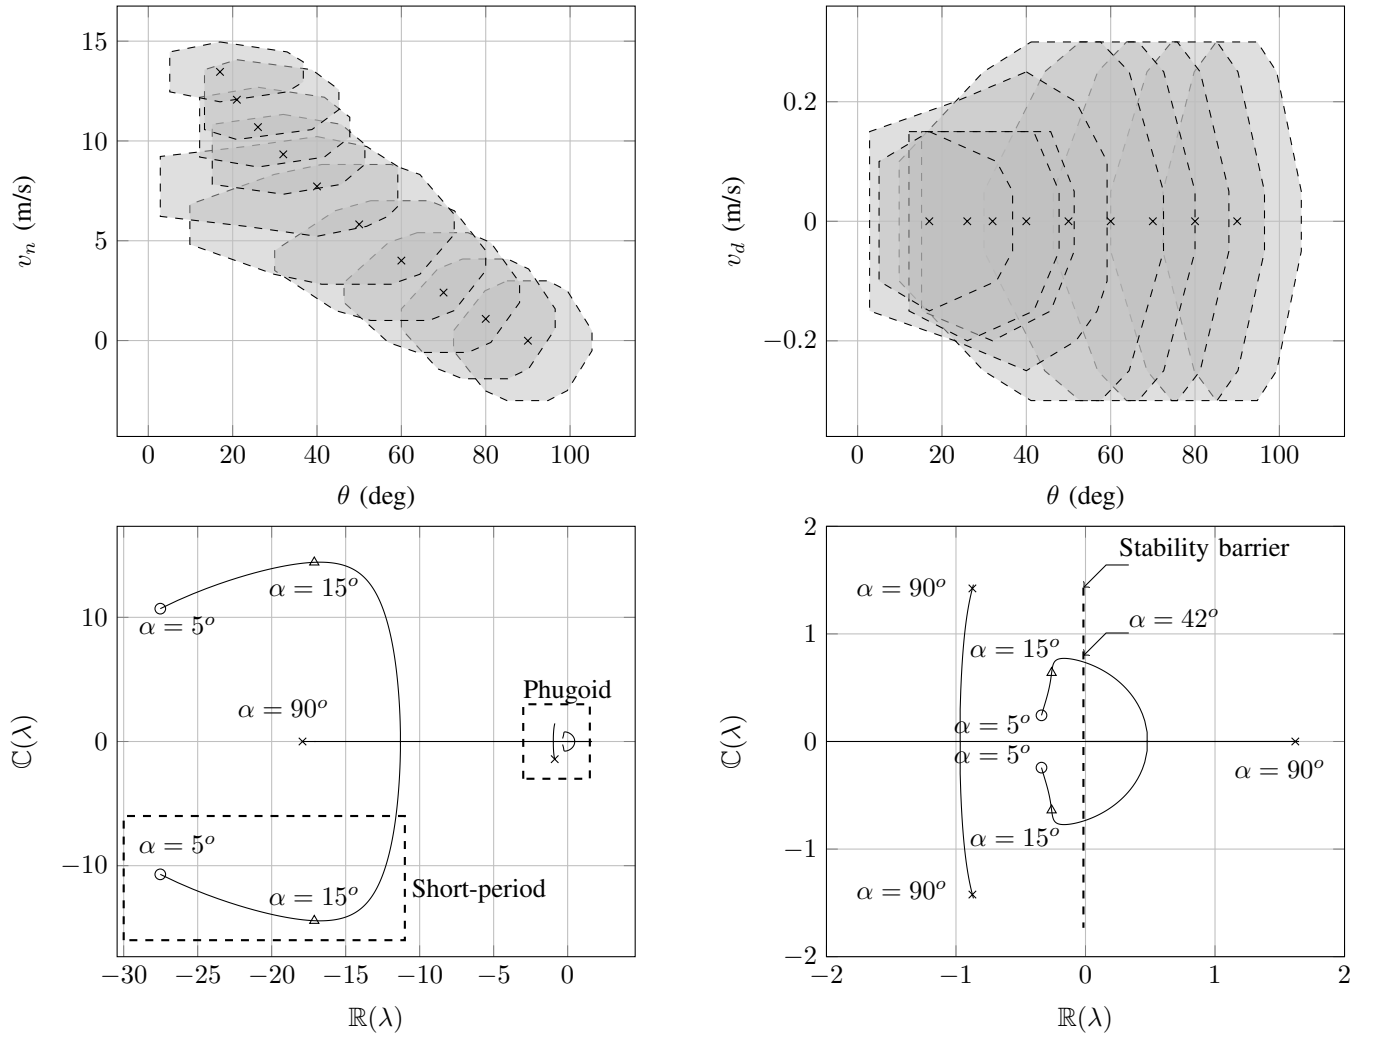 15
10
5
0
v_n (m/s)
0 20 40 60 80 100
θ (deg)
0.2
0
−0.2
v_d (m/s)
0 20 40 60 80 100
θ (deg)
10
0
−10
ℂ(λ)
α = 15°
α = 5°
Phugoid
α = 90°
α = 5°
α = 15°
Short-period
−30 −25 −20 −15 −10 −5 0
ℝ(λ)
2
1
0
−1
−2
ℂ(λ)
Stability barrier
α = 90°
α = 42°
α = 15°
α = 5°
α = 5°
α = 90°
α = 15°
α = 90°
−2 −1 0 1 2
ℝ(λ)